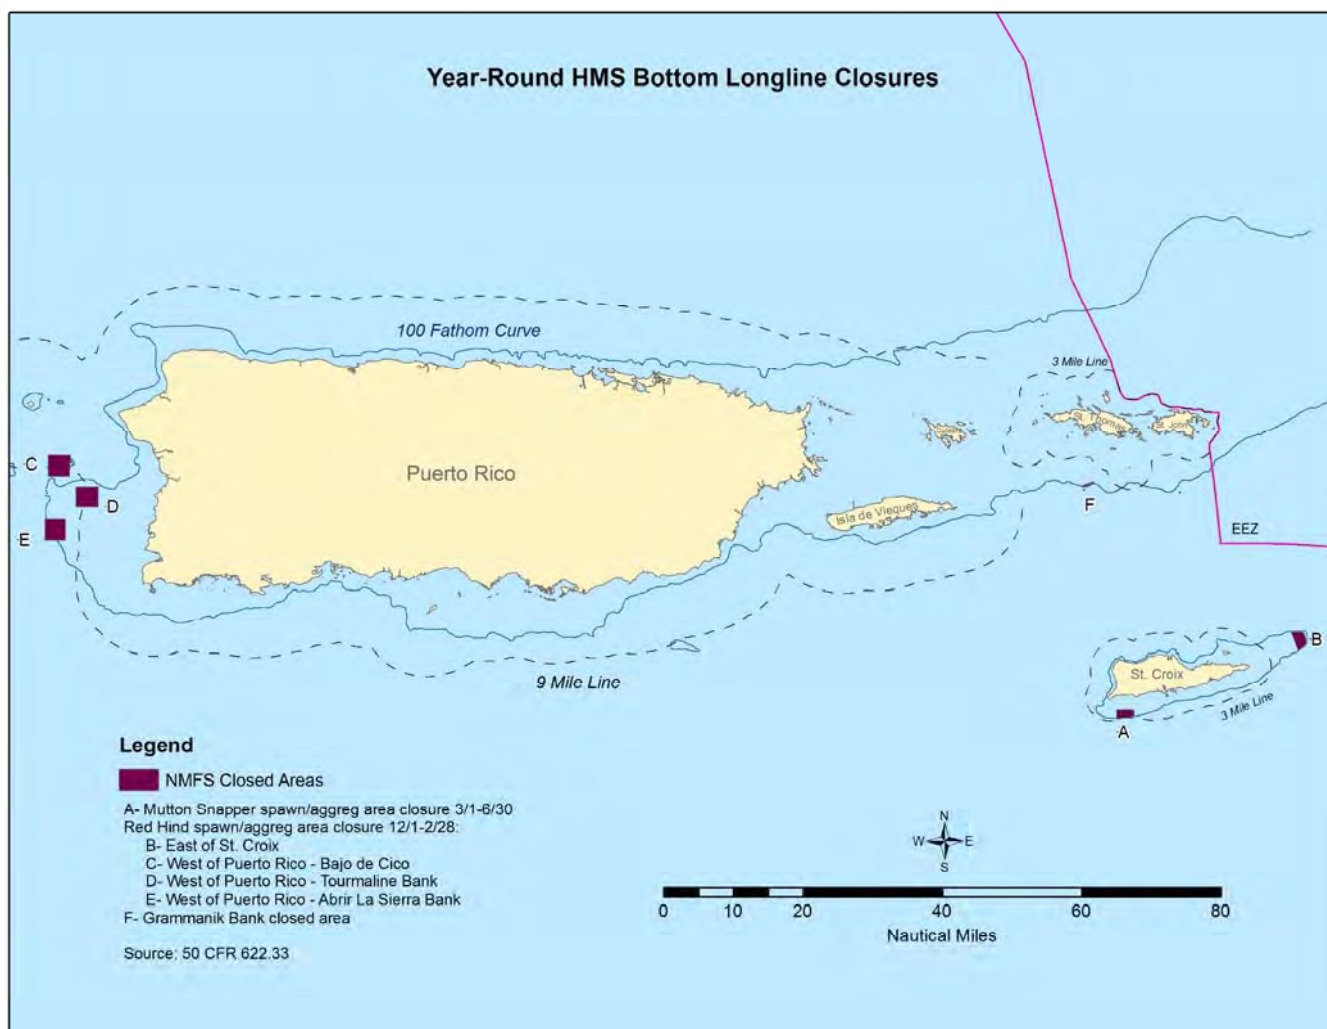 Year-Round HMS Bottom Longline Closures
100 Fathom Curve
3 Mile Line
St. Thomas
St. John
C
Puerto Rico
D
F
Isla de Vieques
E
EEZ
B
St. Croix
9 Mile Line
3 Mile Line
A
Legend
NMFS Closed Areas
A- Mutton Snapper spawn/aggreg area closure 3/1-6/30
Red Hind spawn/aggreg area closure 12/1-2/28:
B- East of St. Croix
C- West of Puerto Rico - Bajo de Cico
D- West of Puerto Rico - Tourmaline Bank
E- West of Puerto Rico - Abrir La Sierra Bank
F- Grammanik Bank closed area
Source: 50 CFR 622.33
N
W E
S
0 10 20 40 60 80
Nautical Miles